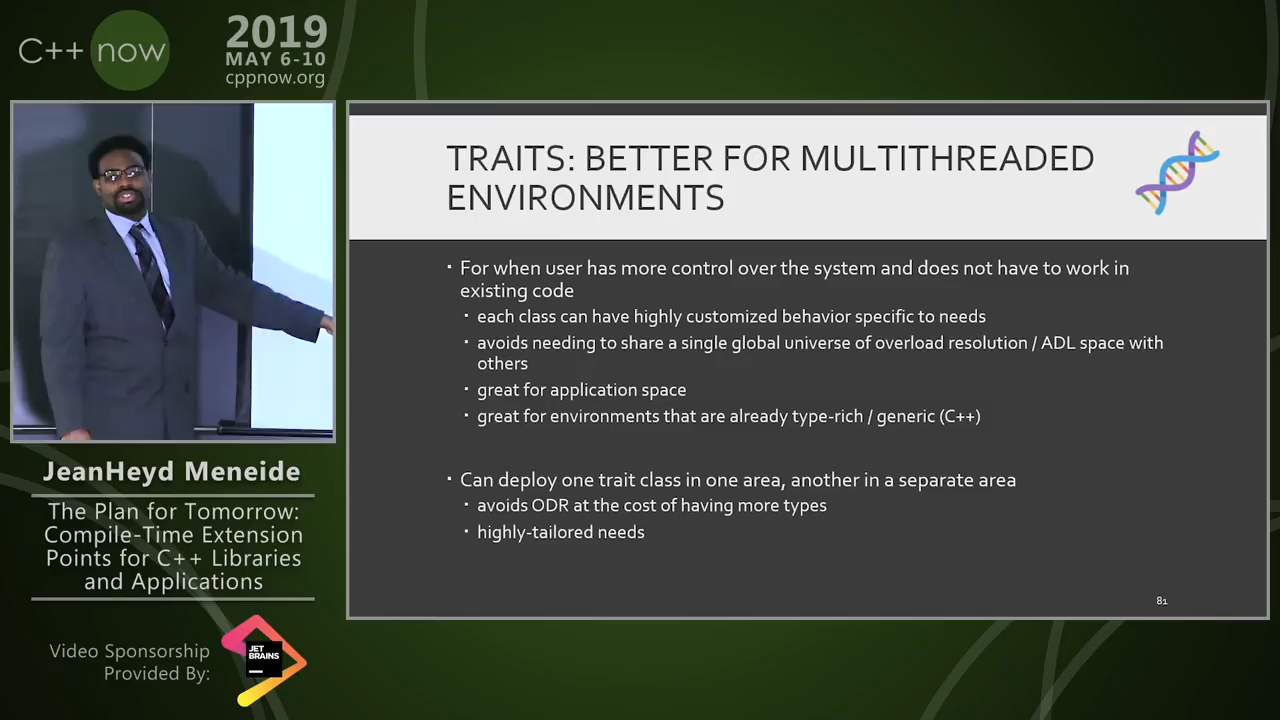 C++ now
2019
MAY 6-10
cppnow.org
TRAITS: BETTER FOR MULTITHREADED
ENVIRONMENTS
▪ For when user has more control over the system and does not have to work in
existing code
▪ each class can have highly customized behavior specific to needs
▪ avoids needing to share a single global universe of overload resolution / ADL space with
others
▪ great for application space
▪ great for environments that are already type-rich / generic (C++)
▪ Can deploy one trait class in one area, another in a separate area
▪ avoids ODR at the cost of having more types
▪ highly-tailored needs
81
JeanHeyd Meneide
The Plan for Tomorrow:
Compile-Time Extension
Points for C++ Libraries
and Applications
Video Sponsorship
Provided By:
JET
BRAINS